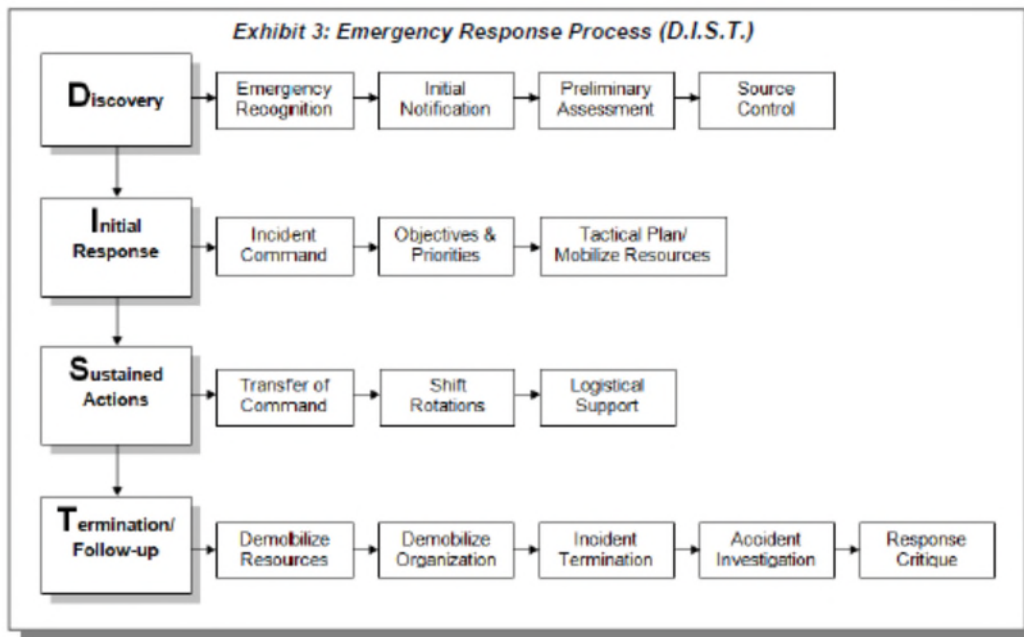 Exhibit 3: Emergency Response Process (D.I.S.T.)
Discovery
Emergency
Recognition
Initial
Notification
Preliminary
Assessment
Source
Control
Initial
Response
Incident
Command
Objectives &
Priorities
Tactical Plan/
Mobilize Resources
Sustained
Actions
Transfer of
Command
Shift
Rotations
Logistical
Support
Termination/
Follow-up
Demobilize
Resources
Demobilize
Organization
Incident
Termination
Accident
Investigation
Response
Critique